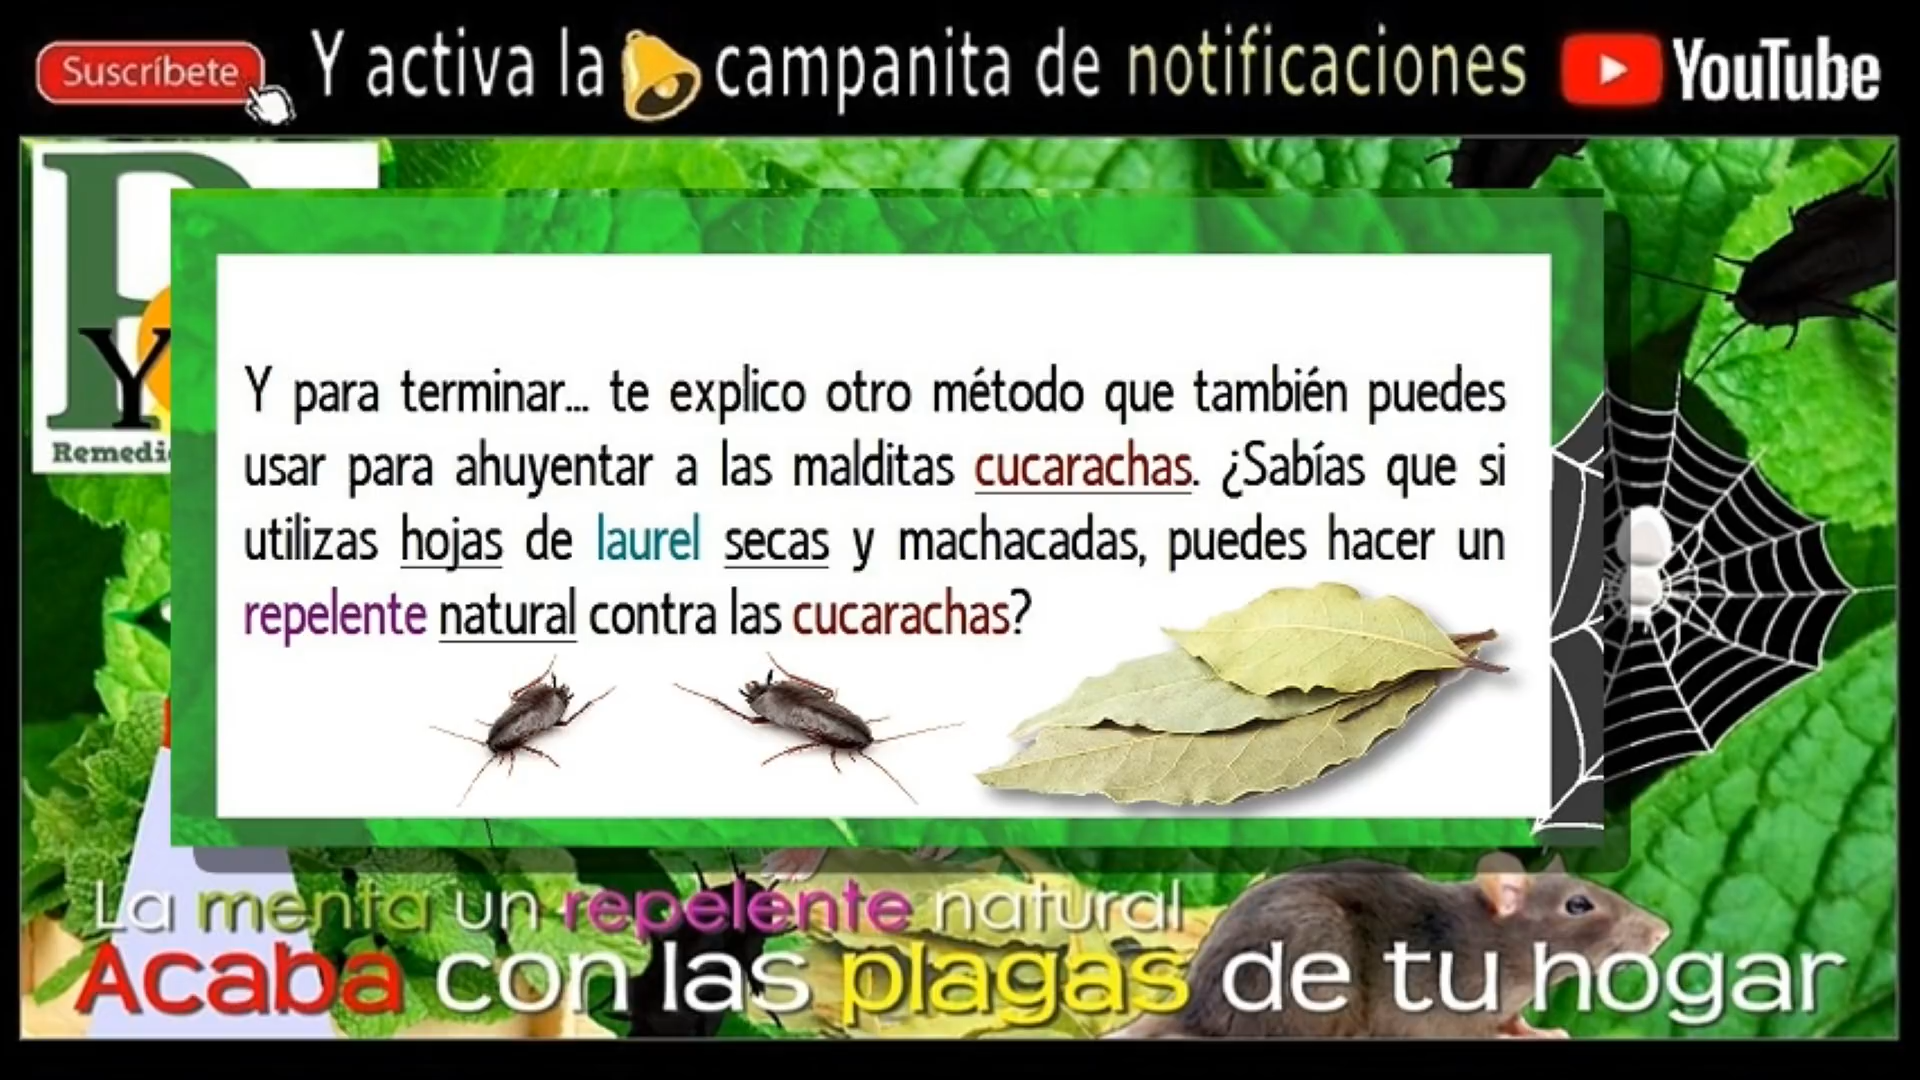 Suscríbete Y activa la campanita de notificaciones YouTube
Y para terminar... te explico otro método que también puedes
usar para ahuyentar a las malditas cucarachas. ¿Sabías que si
utilizas hojas de laurel secas y machacadas, puedes hacer un
repelente natural contra las cucarachas?
La menta un repelente natural
Acaba con las plagas de tu hogar